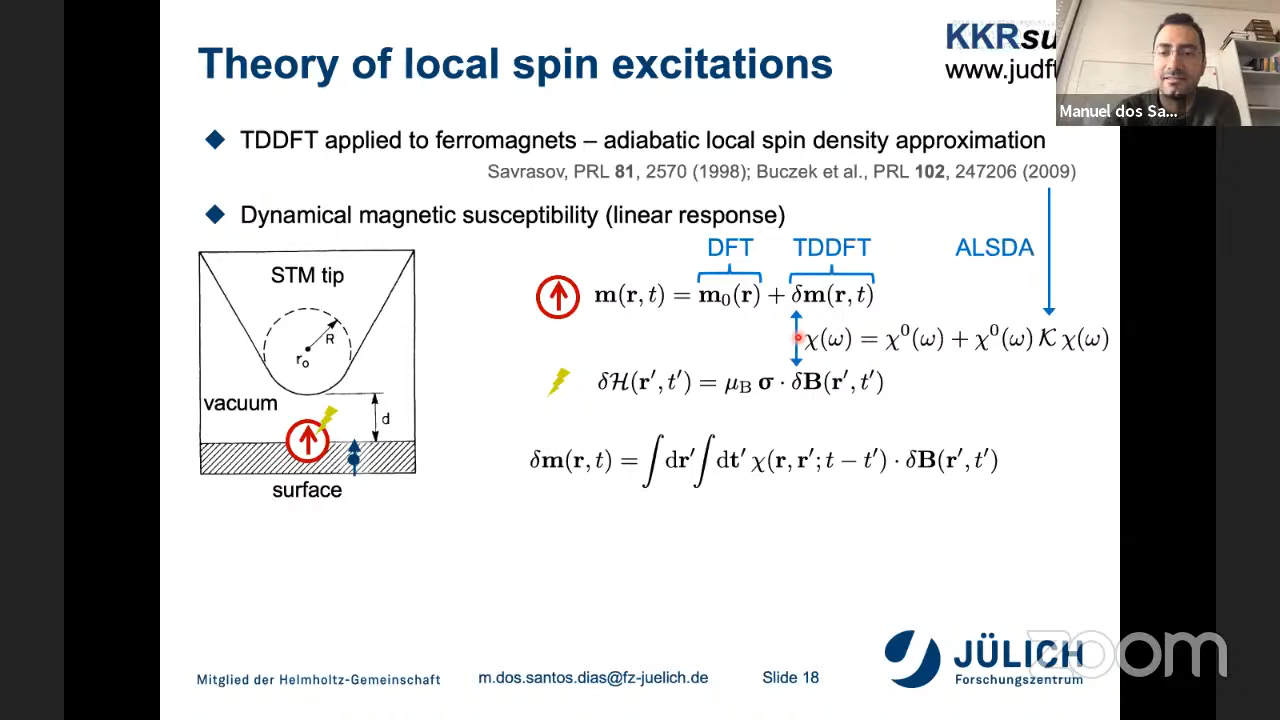 Theory of local spin excitations
KKRsu
www.judft
Manuel dos Sa...
◆ TDDFT applied to ferromagnets – adiabatic local spin density approximation
Savrasov, PRL 81, 2570 (1998); Buczek et al., PRL 102, 247206 (2009)
◆ Dynamical magnetic susceptibility (linear response)
DFT TDDFT ALSDA
STM tip
R
r₀
vacuum
d
surface
m(r, t) = m₀(r) + δm(r, t)
χ(ω) = χ⁰(ω) + χ⁰(ω) 𝒦 χ(ω)
δℋ(r′, t′) = μ_B σ · δB(r′, t′)
δm(r, t) = ∫dr′∫dt′ χ(r, r′; t − t′) · δB(r′, t′)
Mitglied der Helmholtz-Gemeinschaft
m.dos.santos.dias@fz-juelich.de
Slide 18
JÜLICH
Forschungszentrum
zoom